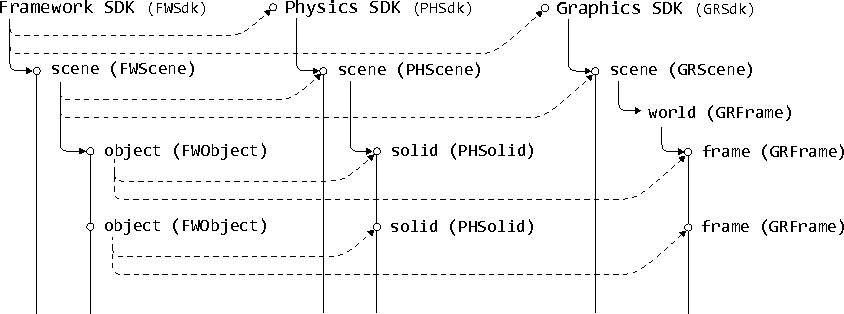 Framework SDK (FWSdk) Physics SDK (PHSdk) Graphics SDK (GRSdk)
scene (FWScene) scene (PHScene) scene (GRScene)
world (GRFrame)
object (FWObject) solid (PHSolid) frame (GRFrame)
object (FWObject) solid (PHSolid) frame (GRFrame)